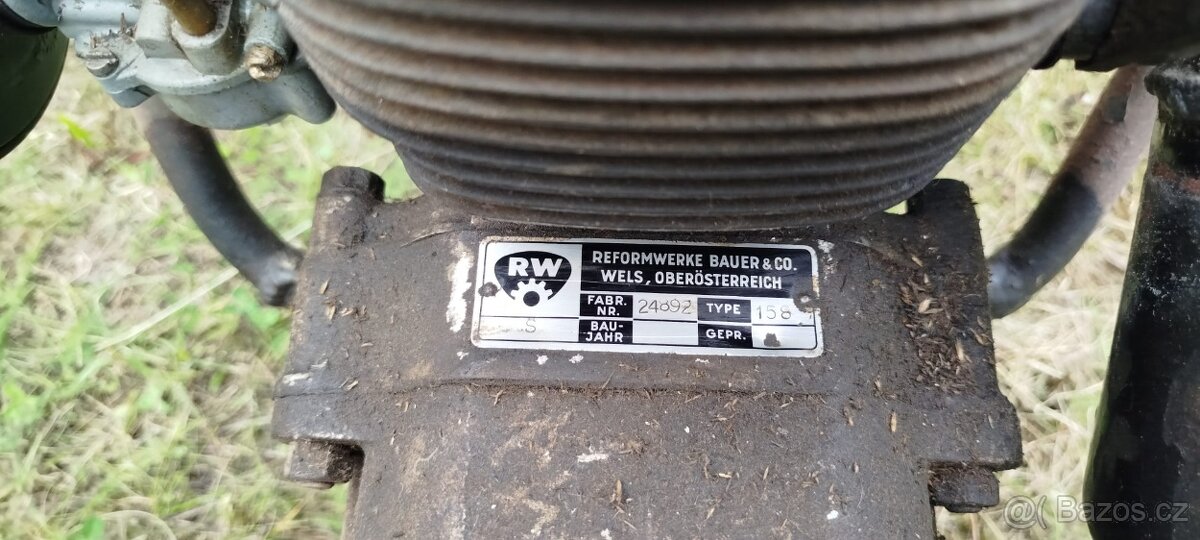 RW
REFORMWERKE BAUER & CO.
WELS, OBERÖSTERREICH
FABR. NR. 24892 TYPE 158
S BAU-JAHR GEPR.
@ Bazos.cz